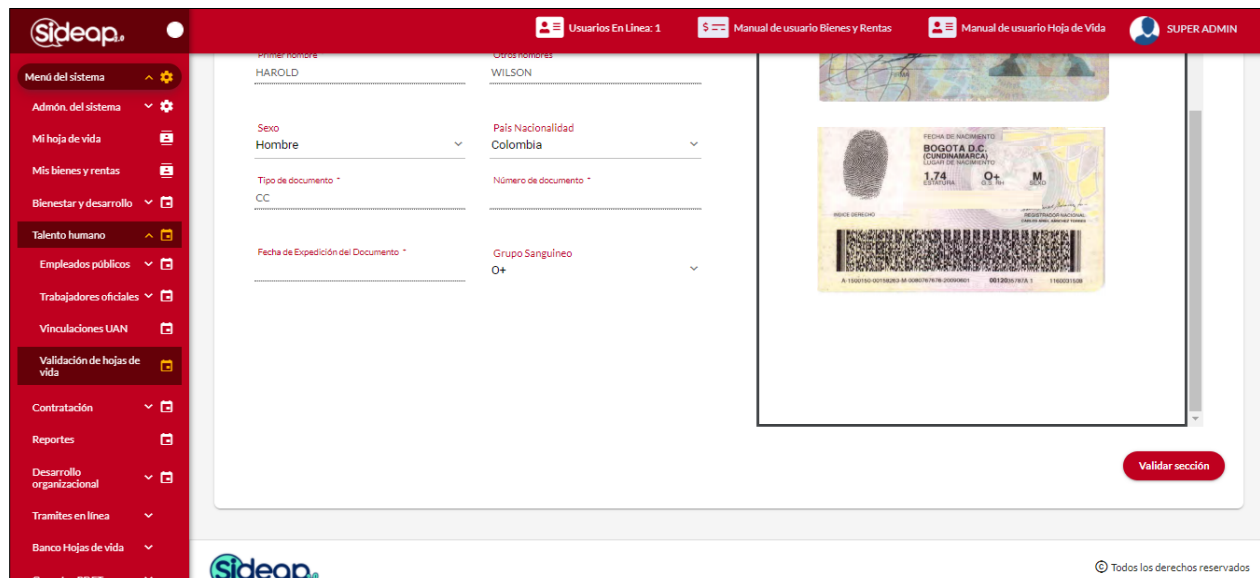 Sideap 2.0
Usuarios En Linea: 1
Manual de usuario Bienes y Rentas
Manual de usuario Hoja de Vida
SUPER ADMIN
Menú del sistema
Admón. del sistema
Mi hoja de vida
Mis bienes y rentas
Bienestar y desarrollo
Talento humano
Empleados públicos
Trabajadores oficiales
Vinculaciones UAN
Validación de hojas de
vida
Contratación
Reportes
Desarrollo
organizacional
Tramites en línea
Banco Hojas de vida
Primer nombre
HAROLD
Otros nombres
WILSON
Sexo
Hombre
País Nacionalidad
Colombia
Tipo de documento *
CC
Número de documento *
Fecha de Expedición del Documento *
Grupo Sanguineo
O+
FIRMA
FECHA DE NACIMIENTO
BOGOTA D.C.
(CUNDINAMARCA)
LUGAR DE NACIMIENTO
1.74 O+ M
ESTATURA G.S. RH SEXO
INDICE DERECHO
REGISTRADOR NACIONAL
Validar sección
Sideap
© Todos los derechos reservados